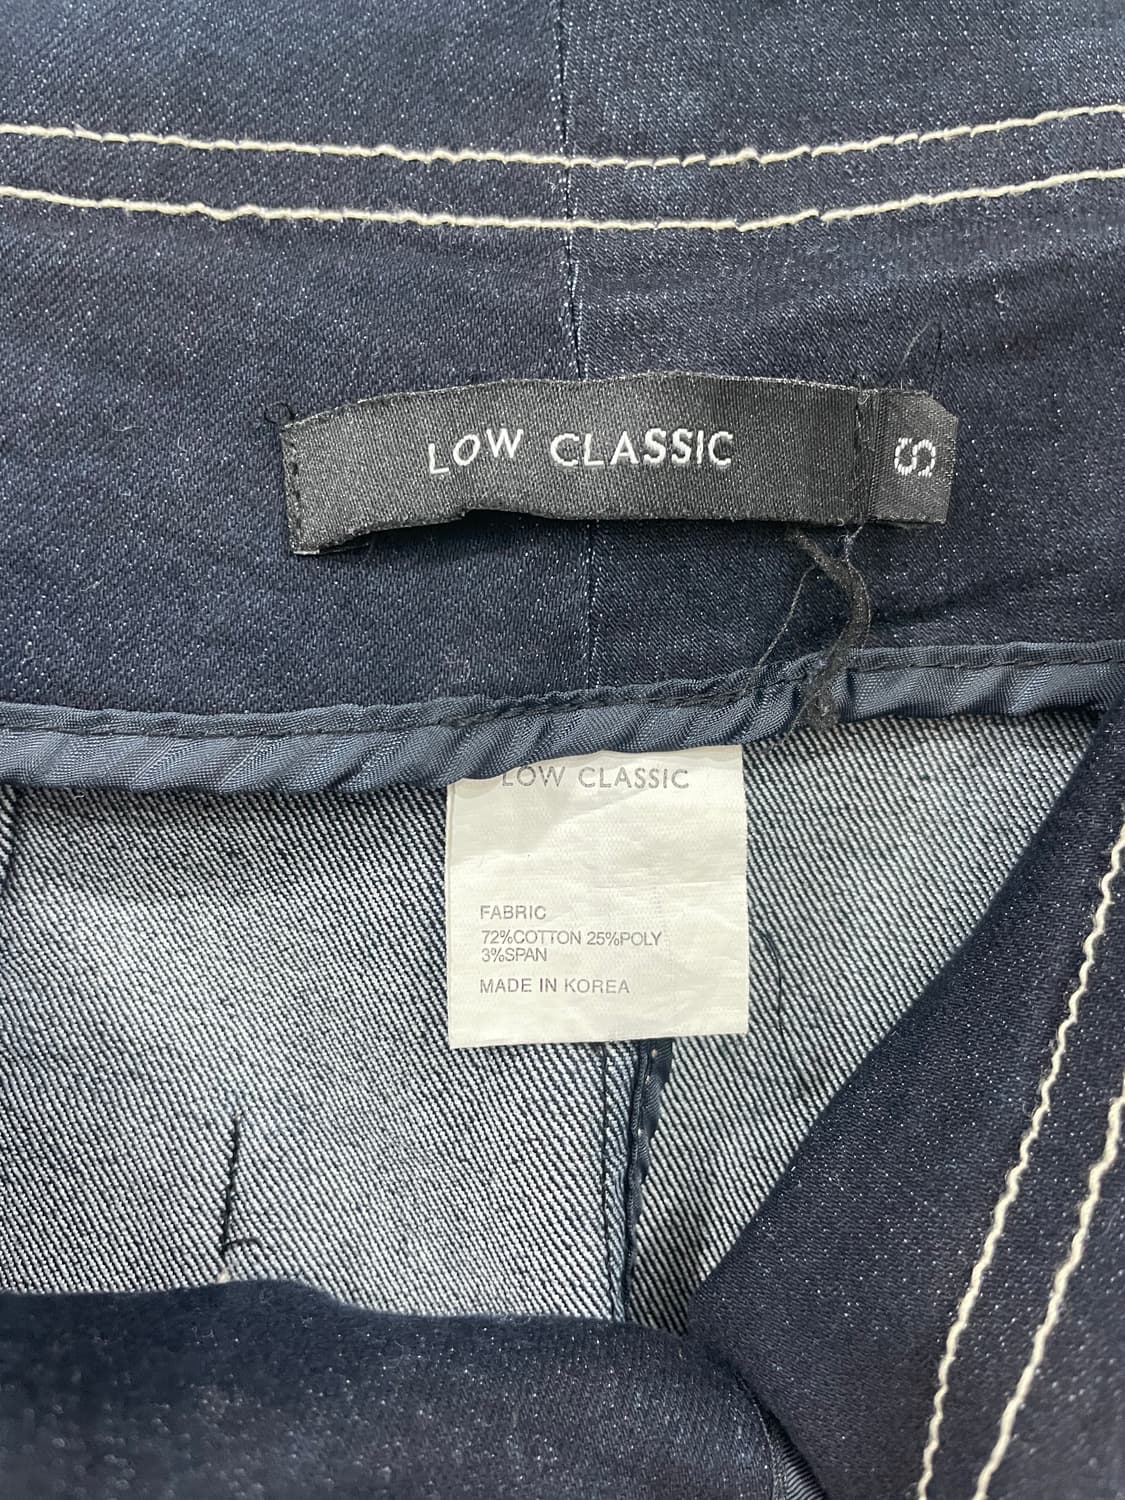 LOW CLASSIC
S
LOW CLASSIC
FABRIC
72%COTTON 25%POLY
3%SPAN
MADE IN KOREA